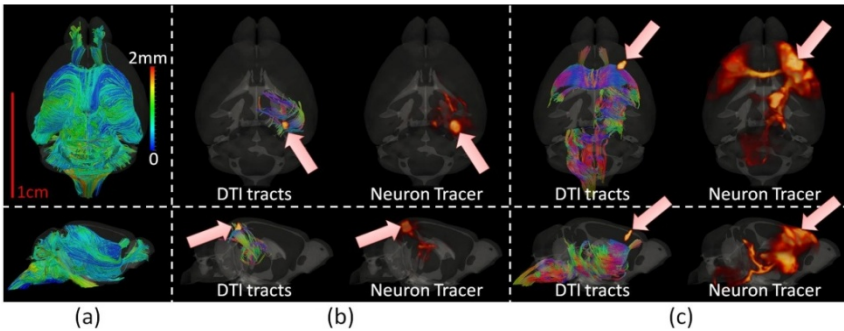 2mm
0
1cm
DTI tracts
Neuron Tracer
DTI tracts
Neuron Tracer
DTI tracts
Neuron Tracer
DTI tracts
Neuron Tracer
(a)
(b)
(c)